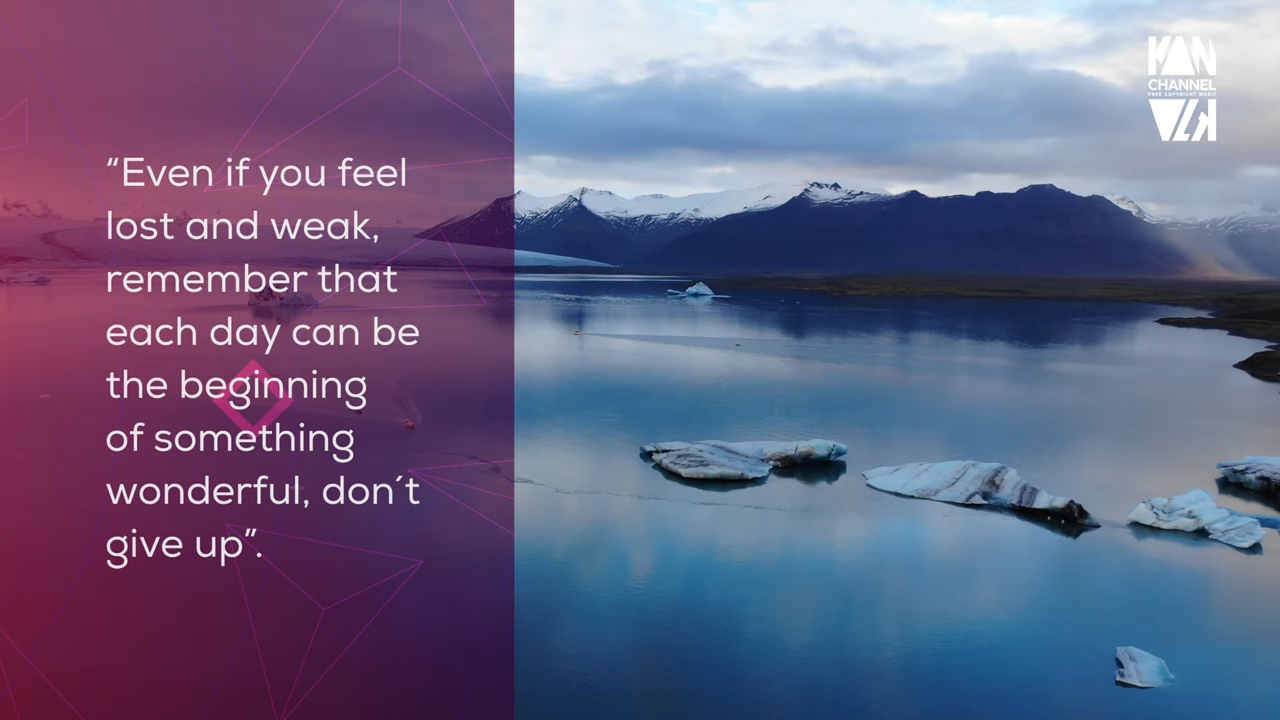 “Even if you feel
lost and weak,
remember that
each day can be
the beginning
of something
wonderful, don´t
give up”.
CHANNEL
FREE COPYRIGHT MUSIC